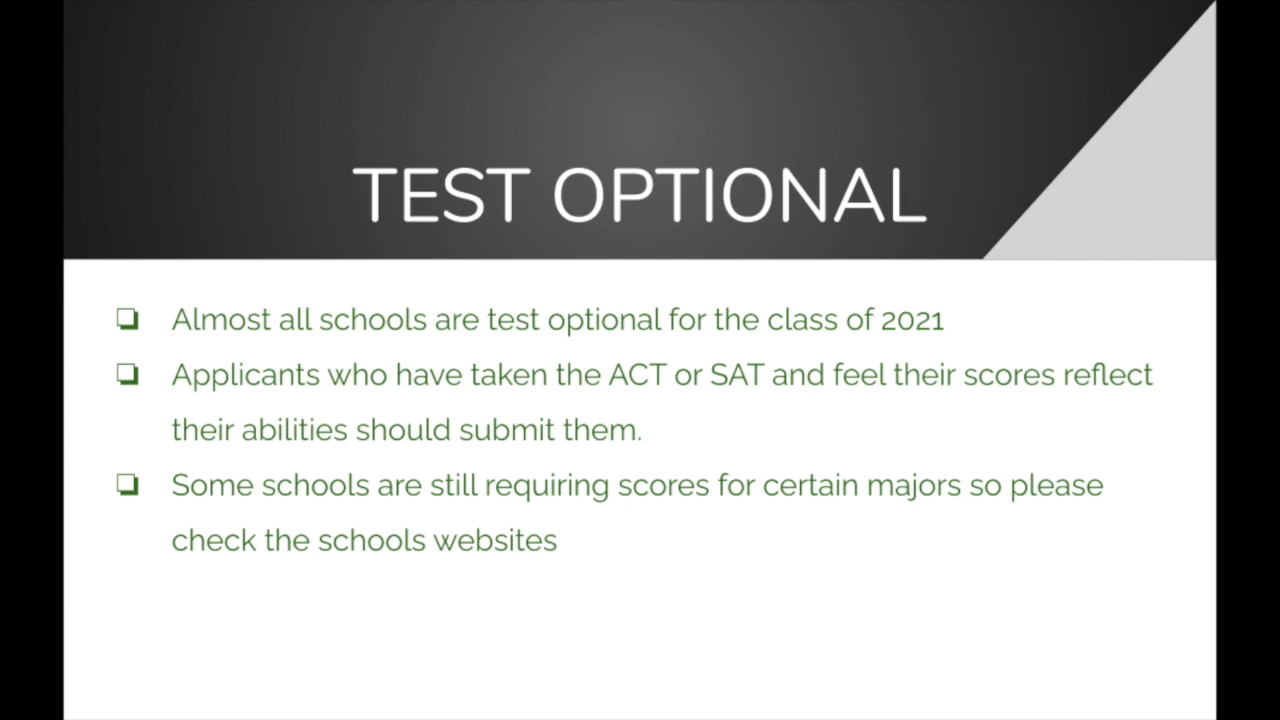 TEST OPTIONAL
Almost all schools are test optional for the class of 2021
Applicants who have taken the ACT or SAT and feel their scores reflect
their abilities should submit them.
Some schools are still requiring scores for certain majors so please
check the schools websites